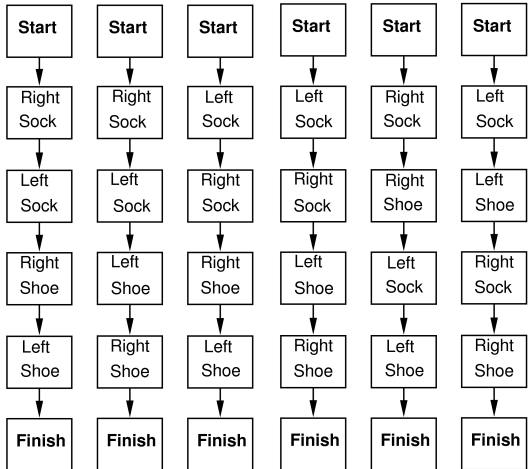 Start Start Start Start Start Start
Right Right Left Left Right Left
Sock Sock Sock Sock Sock Sock
Left Left Right Right Right Left
Sock Sock Sock Sock Shoe Shoe
Right Left Right Left Left Right
Shoe Shoe Shoe Shoe Sock Sock
Left Right Left Right Left Right
Shoe Shoe Shoe Shoe Shoe Shoe
Finish Finish Finish Finish Finish Finish